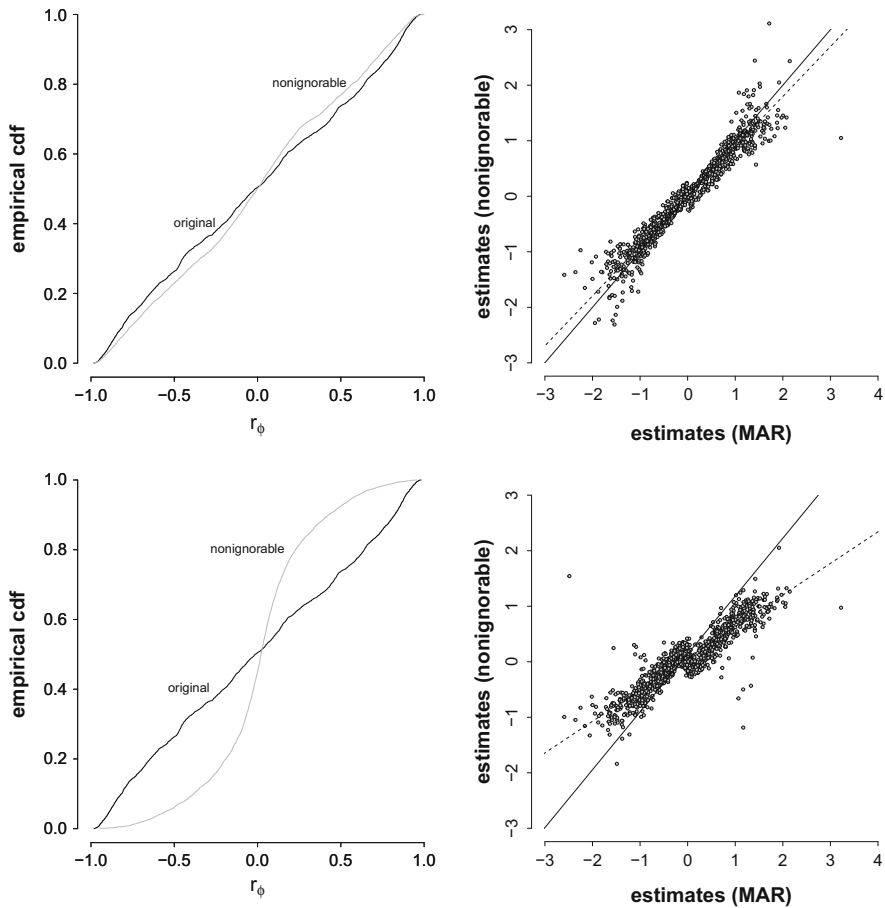 empirical cdf
1.0
0.8
0.6
0.4
0.2
0.0
nonignorable
original
−1.0 −0.5 0.0 0.5 1.0
rϕ
estimates (nonignorable)
3
2
1
0
−1
−2
−3
−3 −2 −1 0 1 2 3 4
estimates (MAR)
empirical cdf
1.0
0.8
0.6
0.4
0.2
0.0
nonignorable
original
−1.0 −0.5 0.0 0.5 1.0
rϕ
estimates (nonignorable)
3
2
1
0
−1
−2
−3
−3 −2 −1 0 1 2 3 4
estimates (MAR)